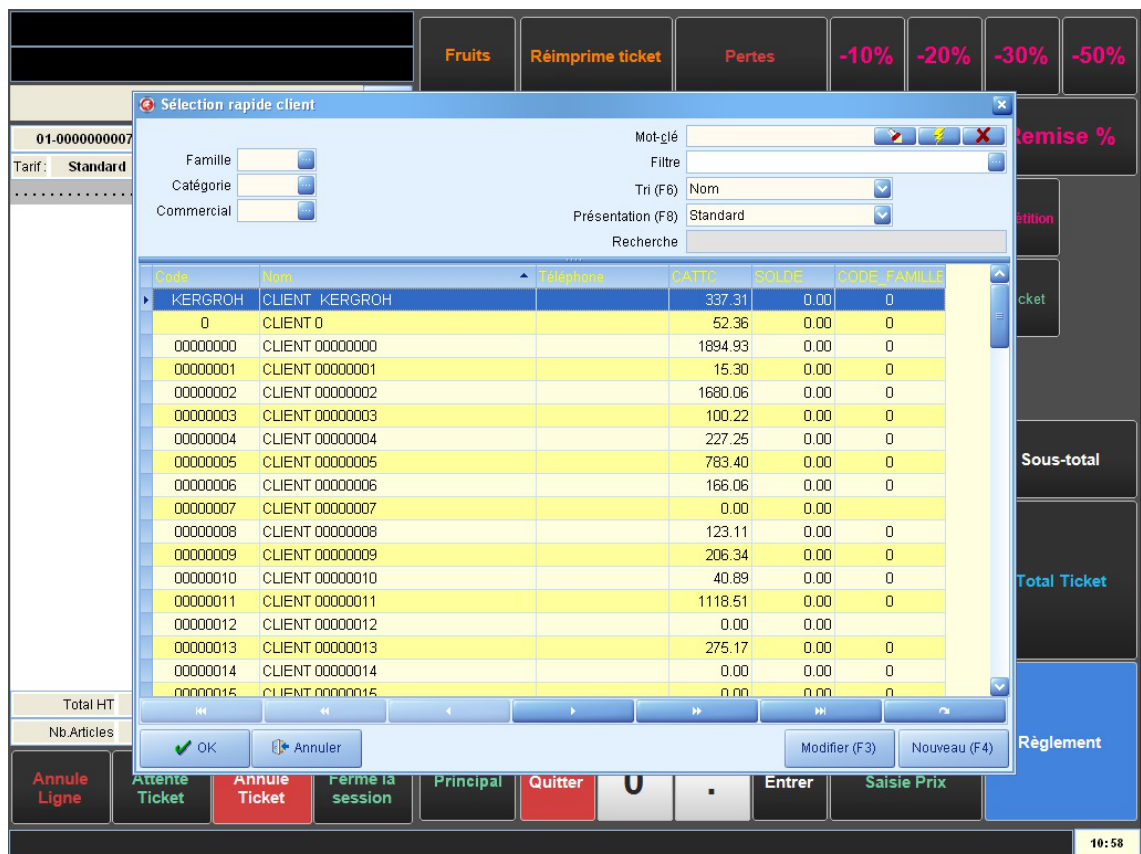 Fruits Réimprime ticket Pertes -10% -20% -30% -50%
Sélection rapide client
01-0000000007
Tarif : Standard
Remise %
Mot-clé
Famille
Filtre
Catégorie
Tri (F6) Nom
Commercial
Présentation (F8) Standard
Recherche
Code Nom Téléphone CATTC SOLDE CODE_FAMILLE
KERGROH CLIENT KERGROH 337.31 0.00 0
0 CLIENT 0 52.36 0.00 0
00000000 CLIENT 00000000 1894.93 0.00 0
00000001 CLIENT 00000001 15.30 0.00 0
00000002 CLIENT 00000002 1680.06 0.00 0
00000003 CLIENT 00000003 100.22 0.00 0
00000004 CLIENT 00000004 227.25 0.00 0
00000005 CLIENT 00000005 783.40 0.00 0
00000006 CLIENT 00000006 166.06 0.00 0
00000007 CLIENT 00000007 0.00 0.00
00000008 CLIENT 00000008 123.11 0.00 0
00000009 CLIENT 00000009 206.34 0.00 0
00000010 CLIENT 00000010 40.89 0.00 0
00000011 CLIENT 00000011 1118.51 0.00 0
00000012 CLIENT 00000012 0.00 0.00
00000013 CLIENT 00000013 275.17 0.00 0
00000014 CLIENT 00000014 0.00 0.00 0
00000015 CLIENT 00000015 0.00 0.00 0
étition
cket
Sous-total
Total Ticket
Règlement
Total HT
Nb.Articles
OK Annuler Modifier (F3) Nouveau (F4)
Annule Ligne
Attente Ticket
Annule Ticket
Ferme la session
Principal Quitter 0 . Entrer Saisie Prix
10:58